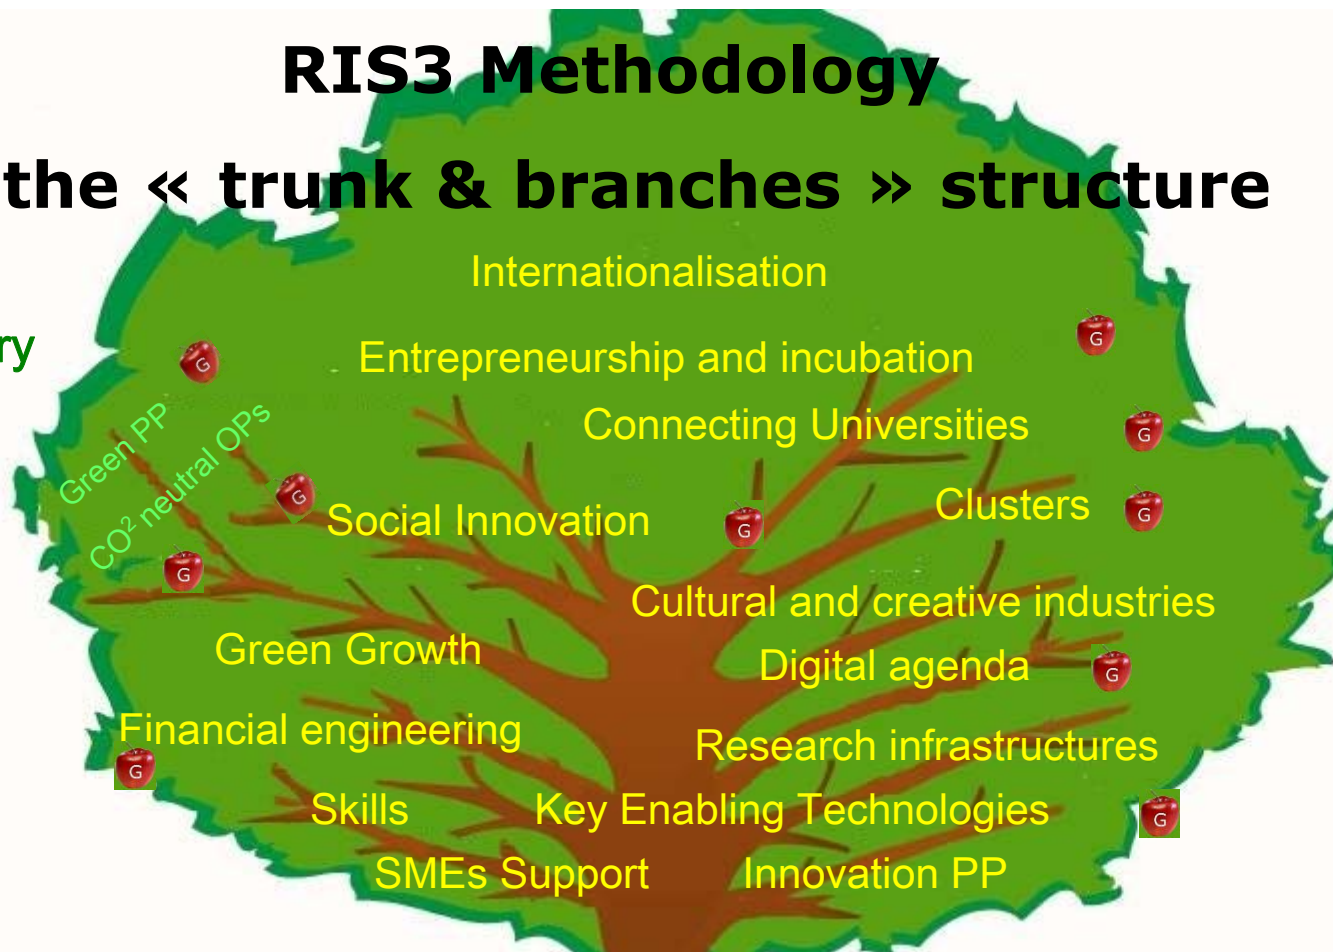 RIS3 Methodology
the « trunk & branches » structure
Internationalisation
ry
Entrepreneurship and incubation
G
G
Green PP
CO² neutral OPs
Connecting Universities
G
G
Social Innovation
G
Clusters
G
G
Cultural and creative industries
Green Growth
Digital agenda
G
Financial engineering
Research infrastructures
G
Skills
Key Enabling Technologies
G
SMEs Support
Innovation PP